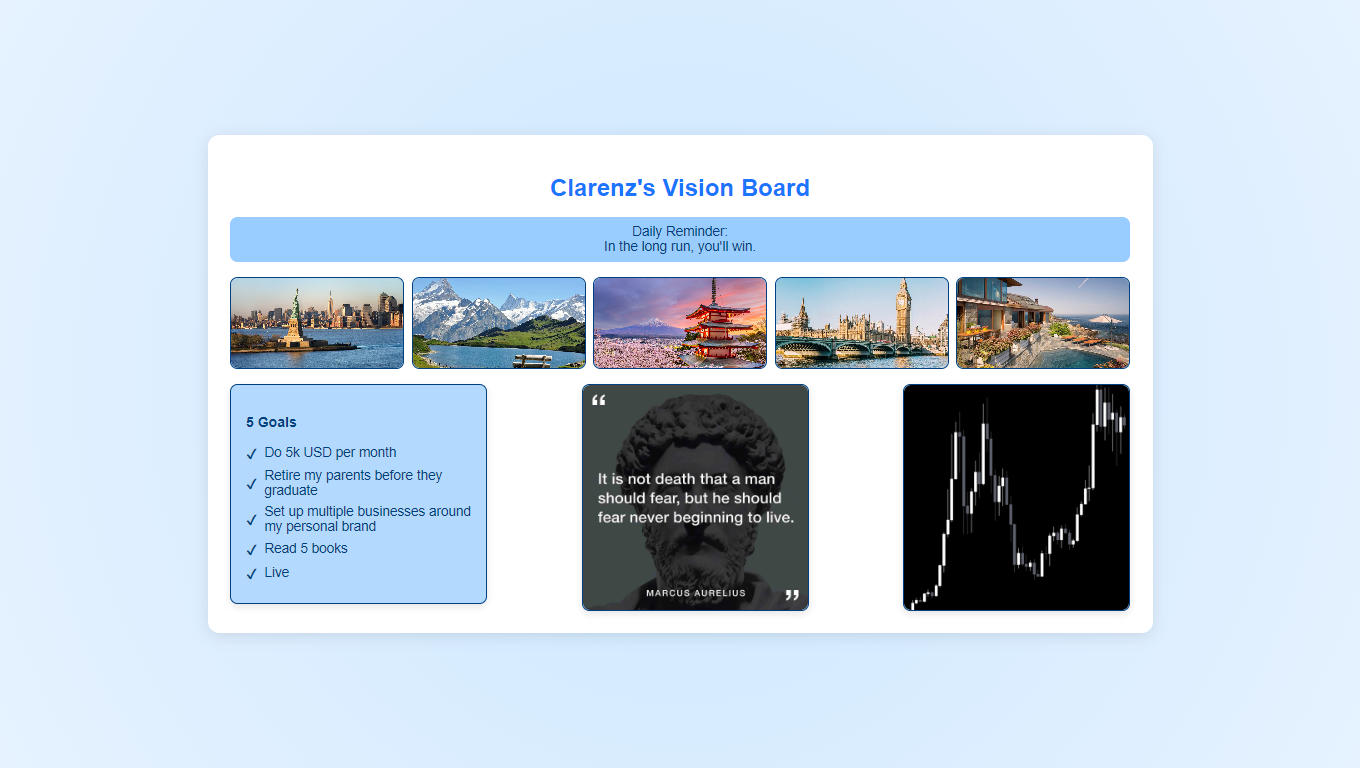 Clarenz's Vision Board
Daily Reminder:
In the long run, you'll win.
5 Goals
✓ Do 5k USD per month
✓ Retire my parents before they
graduate
✓ Set up multiple businesses around
my personal brand
✓ Read 5 books
✓ Live
“
It is not death that a man
should fear, but he should
fear never beginning to live.
MARCUS AURELIUS
”